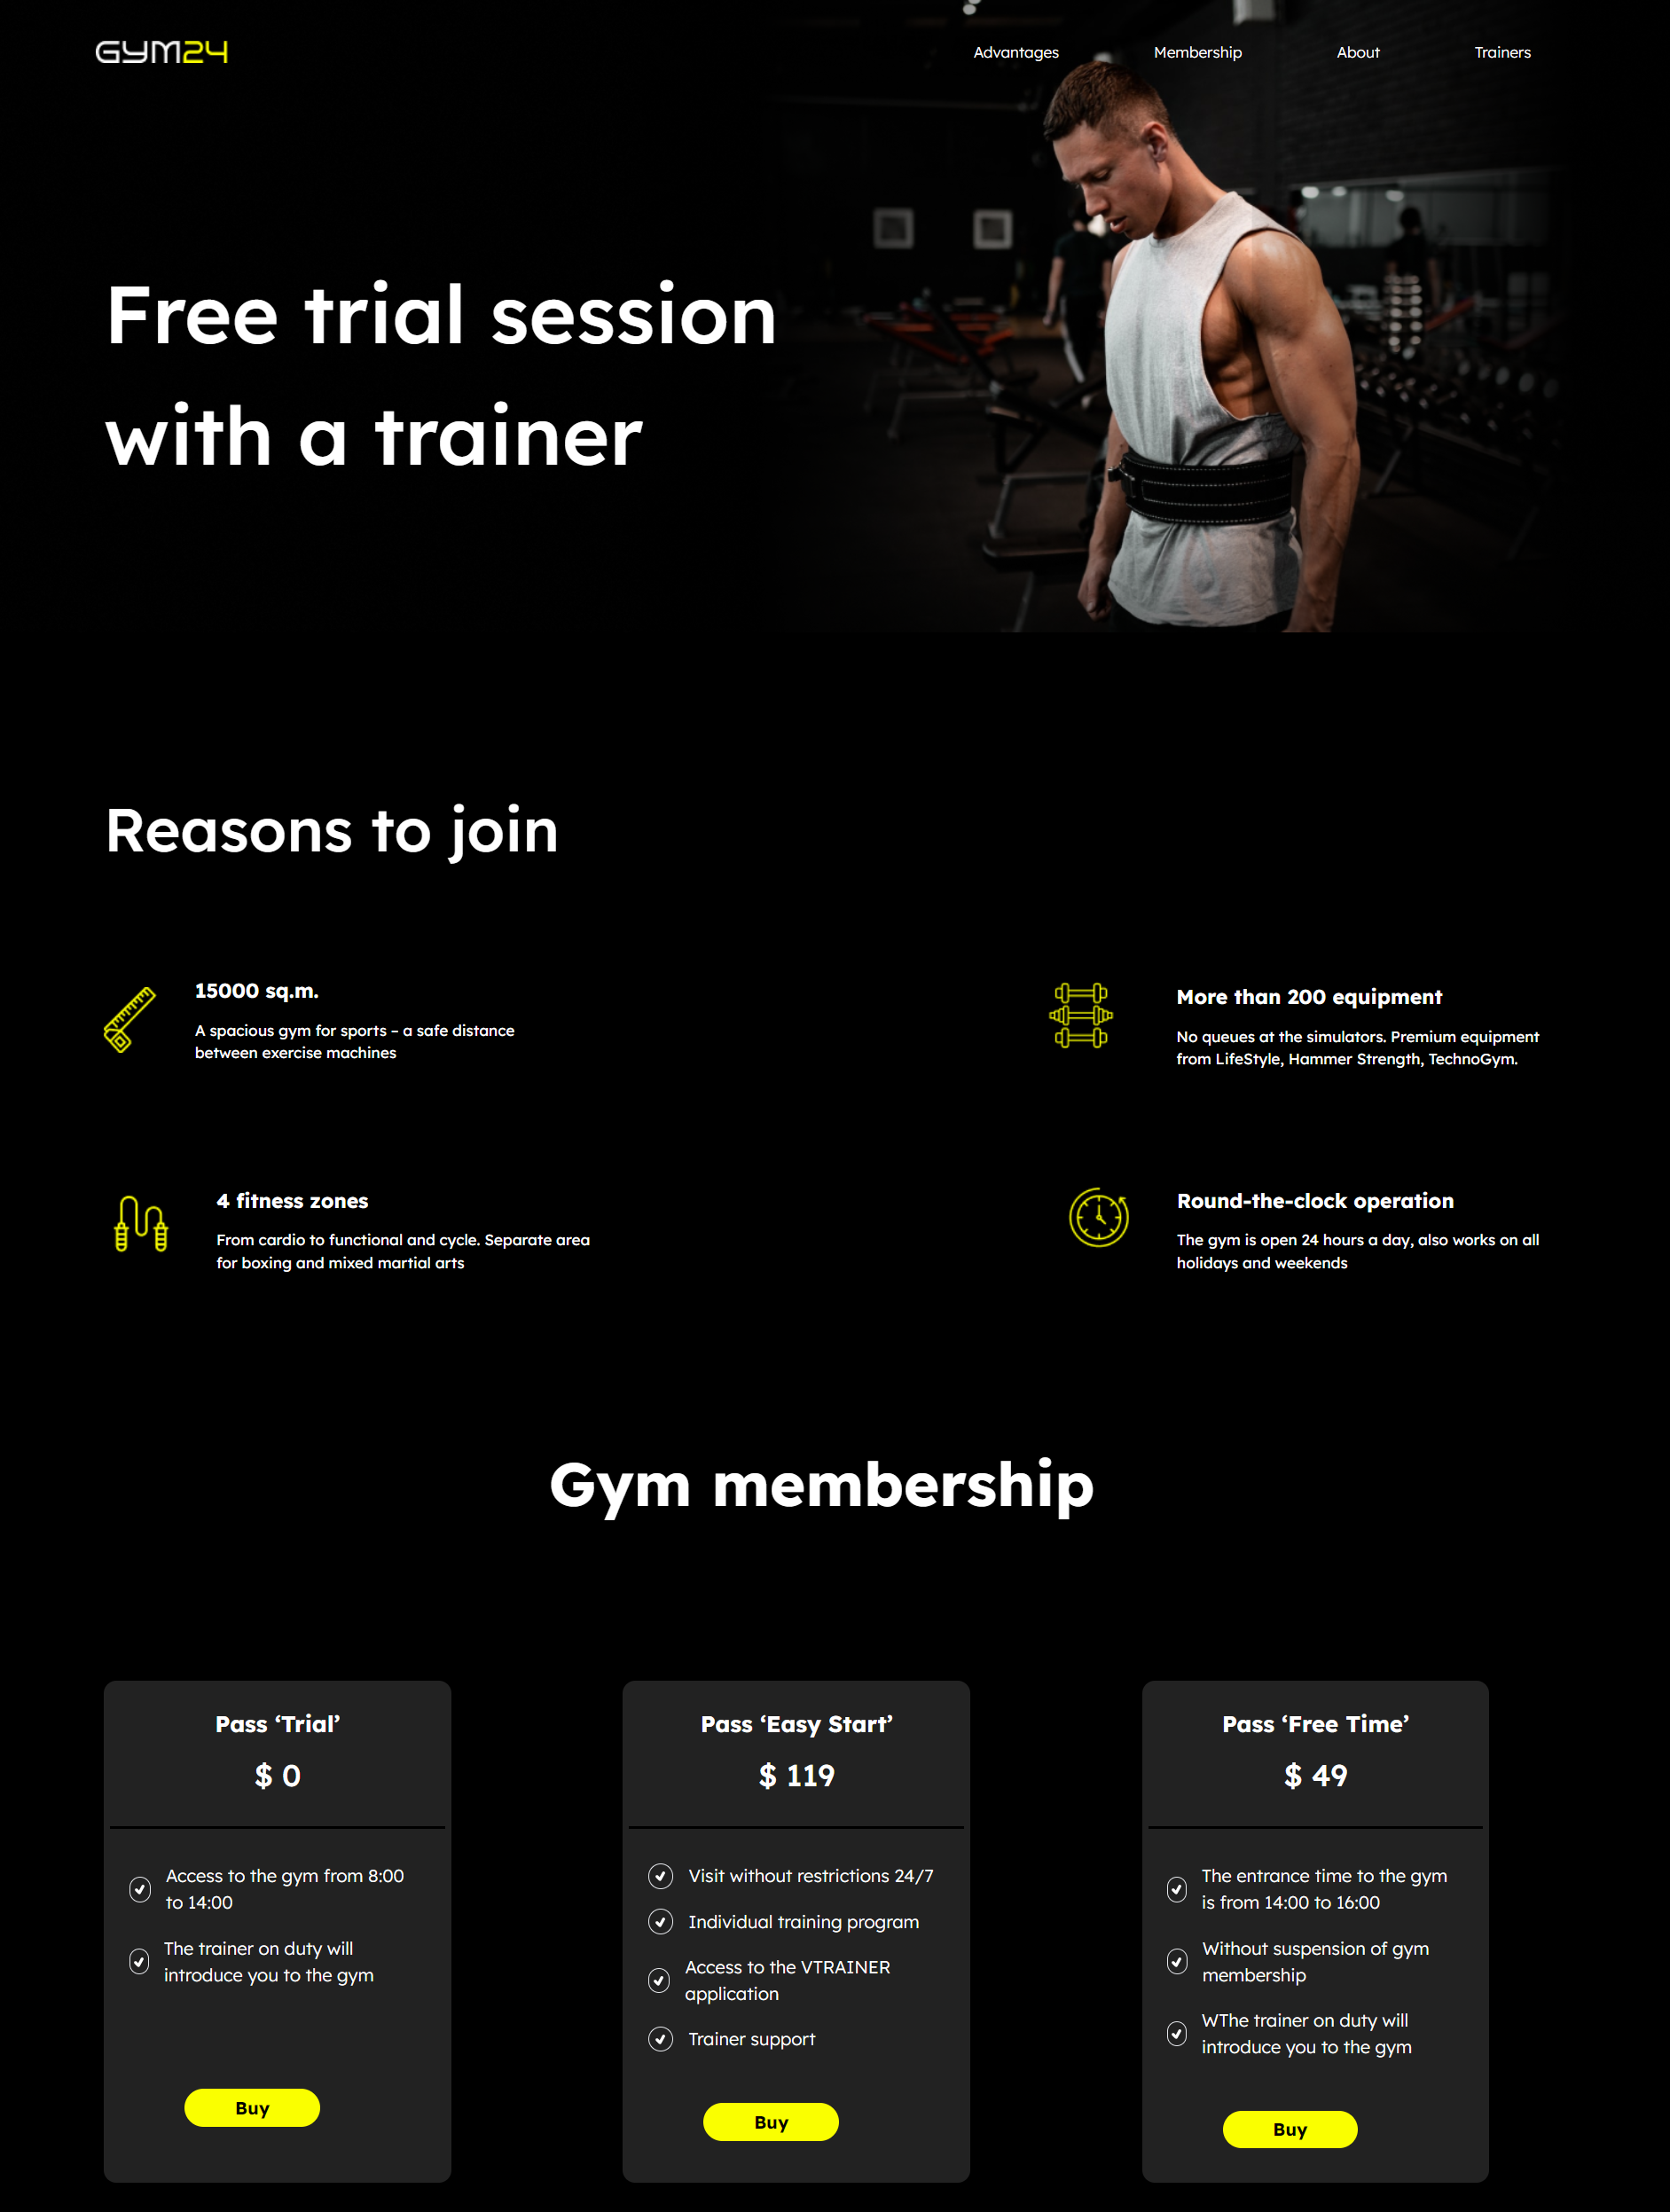 GYM24
Advantages Membership About Trainers
Free trial session
with a trainer
Reasons to join
15000 sq.m.
A spacious gym for sports – a safe distance
between exercise machines
More than 200 equipment
No queues at the simulators. Premium equipment
from LifeStyle, Hammer Strength, TechnoGym.
4 fitness zones
From cardio to functional and cycle. Separate area
for boxing and mixed martial arts
Round-the-clock operation
The gym is open 24 hours a day, also works on all
holidays and weekends
Gym membership
Pass ‘Trial’
$ 0
Access to the gym from 8:00
to 14:00
The trainer on duty will
introduce you to the gym
Buy
Pass ‘Easy Start’
$ 119
Visit without restrictions 24/7
Individual training program
Access to the VTRAINER
application
Trainer support
Buy
Pass ‘Free Time’
$ 49
The entrance time to the gym
is from 14:00 to 16:00
Without suspension of gym
membership
WThe trainer on duty will
introduce you to the gym
Buy